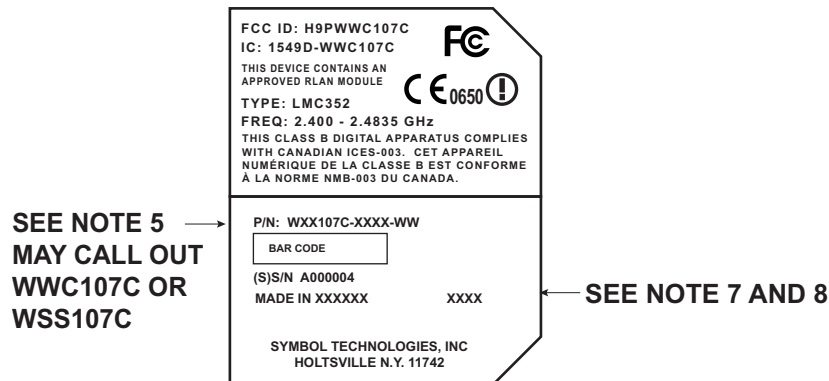 FCC ID: H9PWWC107C
IC: 1549D-WWC107C
FC
THIS DEVICE CONTAINS AN
APPROVED RLAN MODULE
CE 0650
TYPE: LMC352
FREQ: 2.400 - 2.4835 GHz
THIS CLASS B DIGITAL APPARATUS COMPLIES
WITH CANADIAN ICES-003. CET APPAREIL
NUMÉRIQUE DE LA CLASSE B EST CONFORME
À LA NORME NMB-003 DU CANADA.
SEE NOTE 5
MAY CALL OUT
WWC107C OR
WSS107C
P/N: WXX107C-XXXX-WW
BAR CODE
(S)S/N A000004
MADE IN XXXXXX XXXX
SEE NOTE 7 AND 8
SYMBOL TECHNOLOGIES, INC
HOLTSVILLE N.Y. 11742